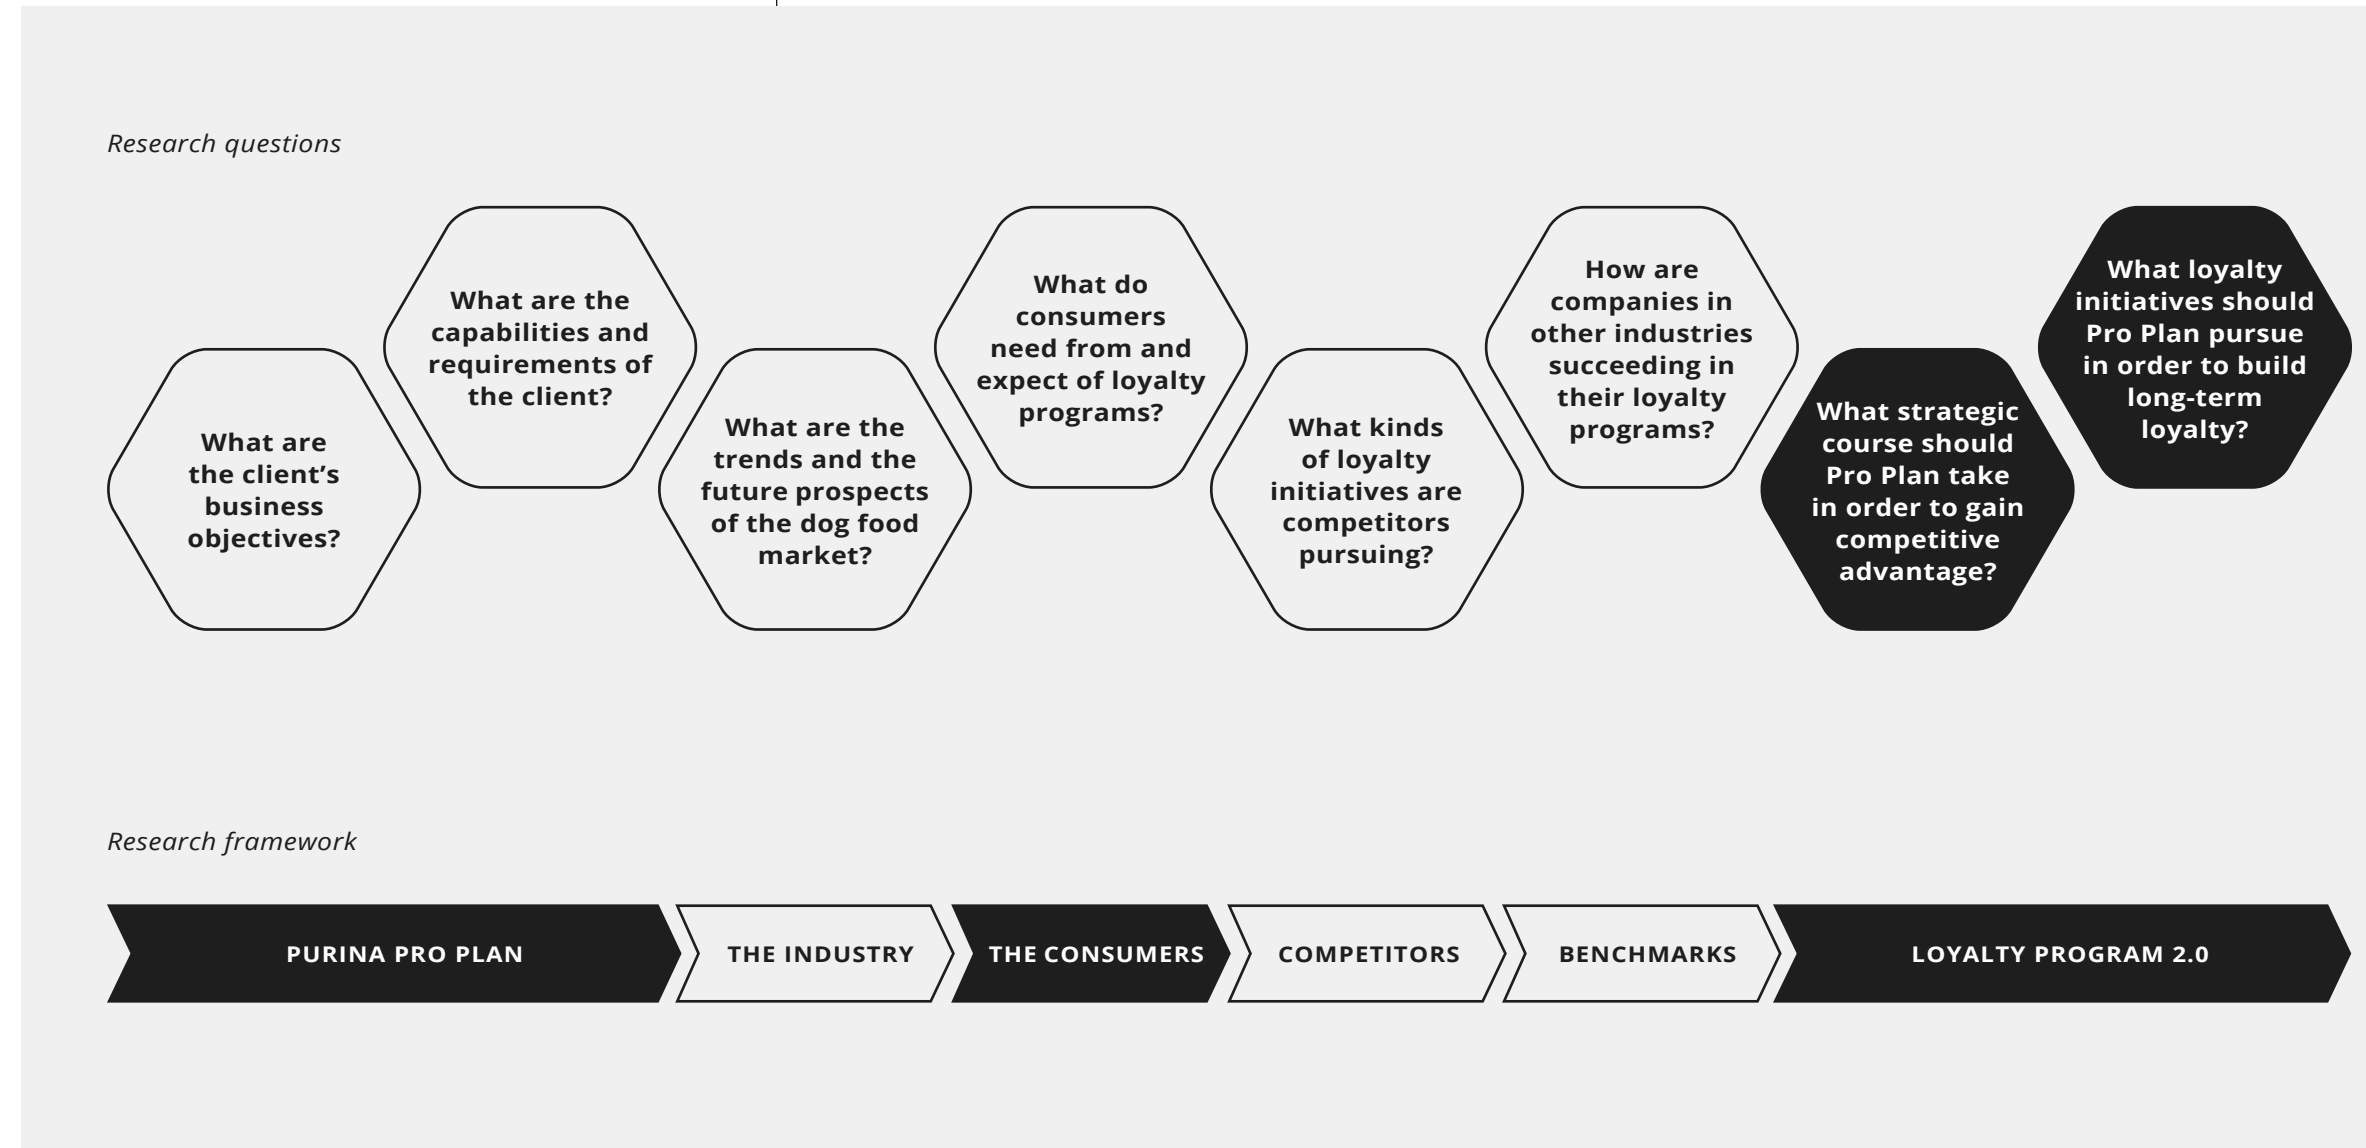 Research questions
What are
the client’s
business
objectives?
What are the
capabilities and
requirements of
the client?
What are the
trends and the
future prospects
of the dog food
market?
What do
consumers
need from and
expect of loyalty
programs?
What kinds
of loyalty
initiatives are
competitors
pursuing?
How are
companies in
other industries
succeeding in
their loyalty
programs?
What strategic
course should
Pro Plan take
in order to gain
competitive
advantage?
What loyalty
initiatives should
Pro Plan pursue
in order to build
long-term
loyalty?
Research framework
PURINA PRO PLAN
THE INDUSTRY
THE CONSUMERS
COMPETITORS
BENCHMARKS
LOYALTY PROGRAM 2.0